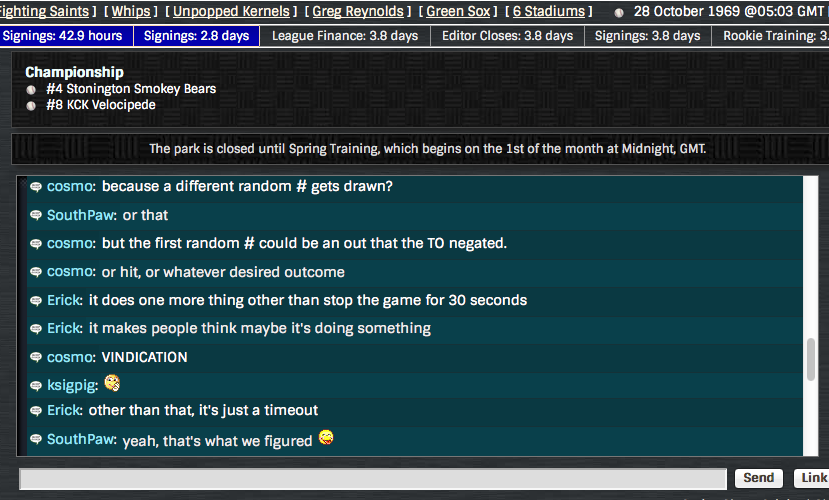 Fighting Saints ] [ Whips ] [ Unpopped Kernels ] [ Greg Reynolds ] [ Green Sox ] [ 6 Stadiums ] 28 October 1969 @05:03 GMT
Signings: 42.9 hours Signings: 2.8 days League Finance: 3.8 days Editor Closes: 3.8 days Signings: 3.8 days Rookie Training: 3.
Championship
#4 Stonington Smokey Bears
#8 KCK Velocipede
The park is closed until Spring Training, which begins on the 1st of the month at Midnight, GMT.
cosmo: because a different random # gets drawn?
SouthPaw: or that
cosmo: but the first random # could be an out that the TO negated.
cosmo: or hit, or whatever desired outcome
Erick: it does one more thing other than stop the game for 30 seconds
Erick: it makes people think maybe it's doing something
cosmo: VINDICATION
ksigpig:
Erick: other than that, it's just a timeout
SouthPaw: yeah, that's what we figured
Send Link